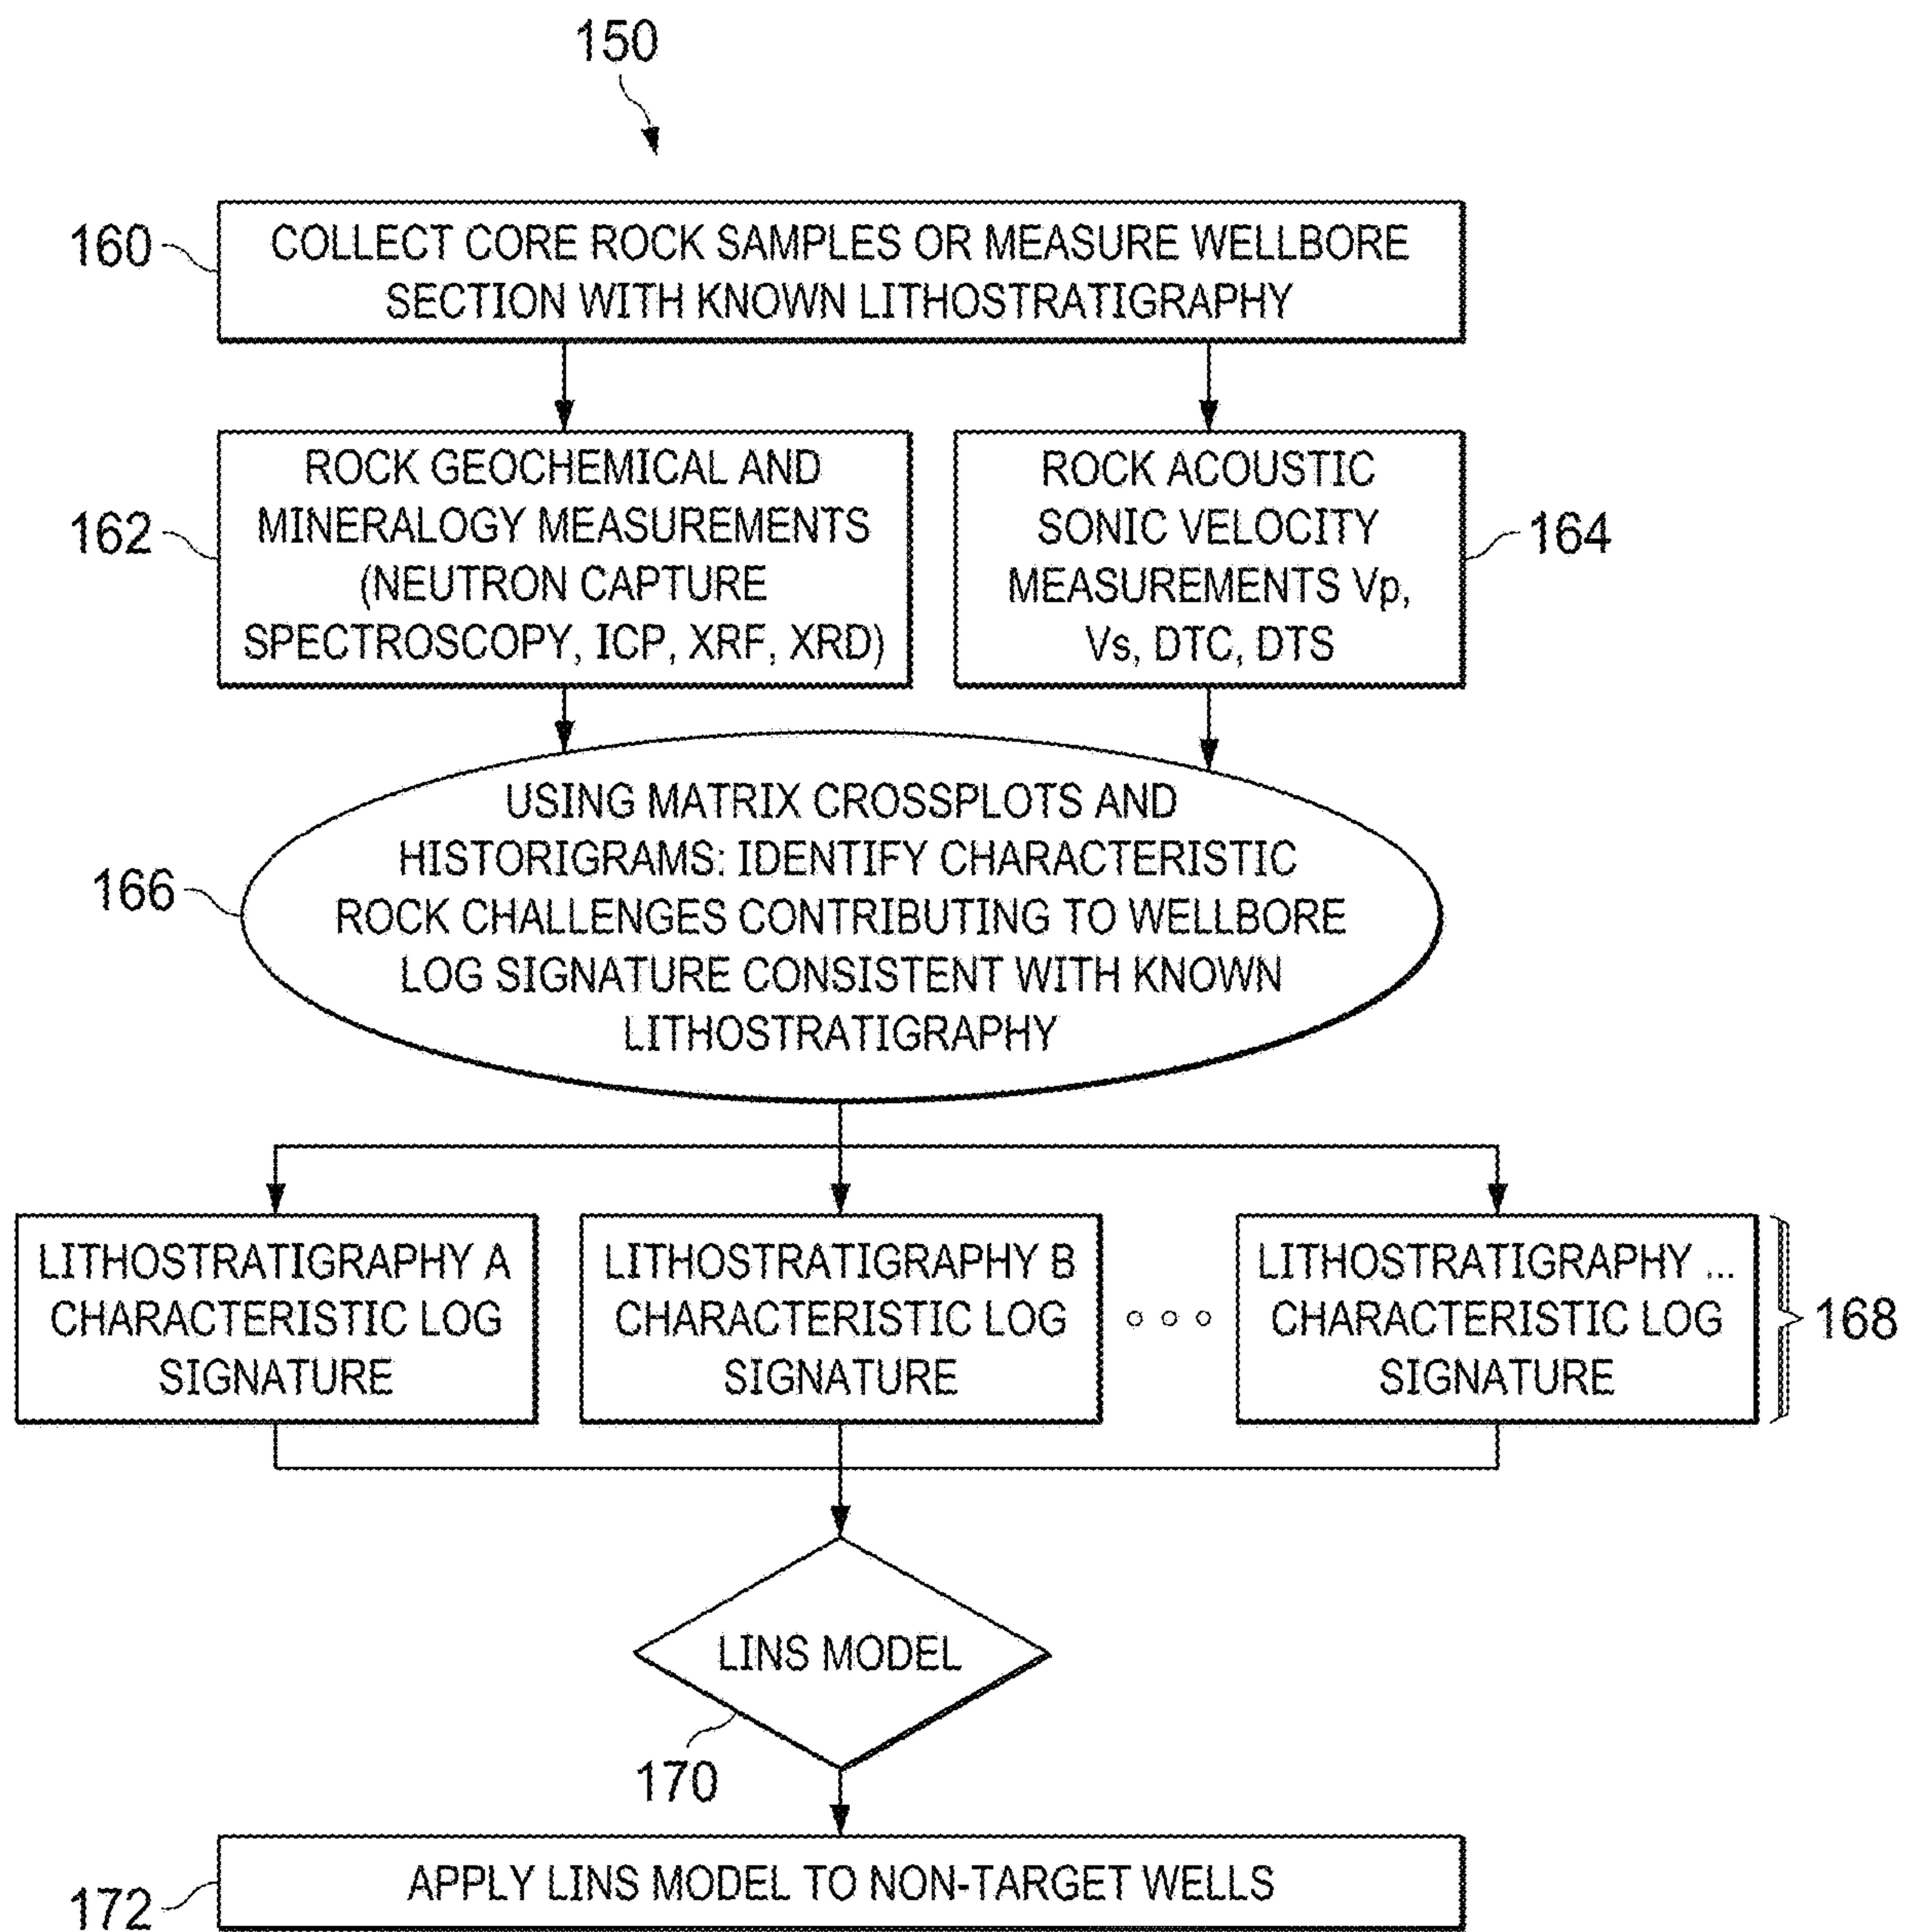 150
160
COLLECT CORE ROCK SAMPLES OR MEASURE WELLBORE
SECTION WITH KNOWN LITHOSTRATIGRAPHY
162
ROCK GEOCHEMICAL AND
MINERALOGY MEASUREMENTS
(NEUTRON CAPTURE
SPECTROSCOPY, ICP, XRF, XRD)
ROCK ACOUSTIC
SONIC VELOCITY
MEASUREMENTS Vp,
Vs, DTC, DTS
164
166
USING MATRIX CROSSPLOTS AND
HISTORIGRAMS: IDENTIFY CHARACTERISTIC
ROCK CHALLENGES CONTRIBUTING TO WELLBORE
LOG SIGNATURE CONSISTENT WITH KNOWN
LITHOSTRATIGRAPHY
LITHOSTRATIGRAPHY A
CHARACTERISTIC LOG
SIGNATURE
LITHOSTRATIGRAPHY B
CHARACTERISTIC LOG
SIGNATURE
LITHOSTRATIGRAPHY ...
CHARACTERISTIC LOG
SIGNATURE
168
LINS MODEL
170
172
APPLY LINS MODEL TO NON-TARGET WELLS